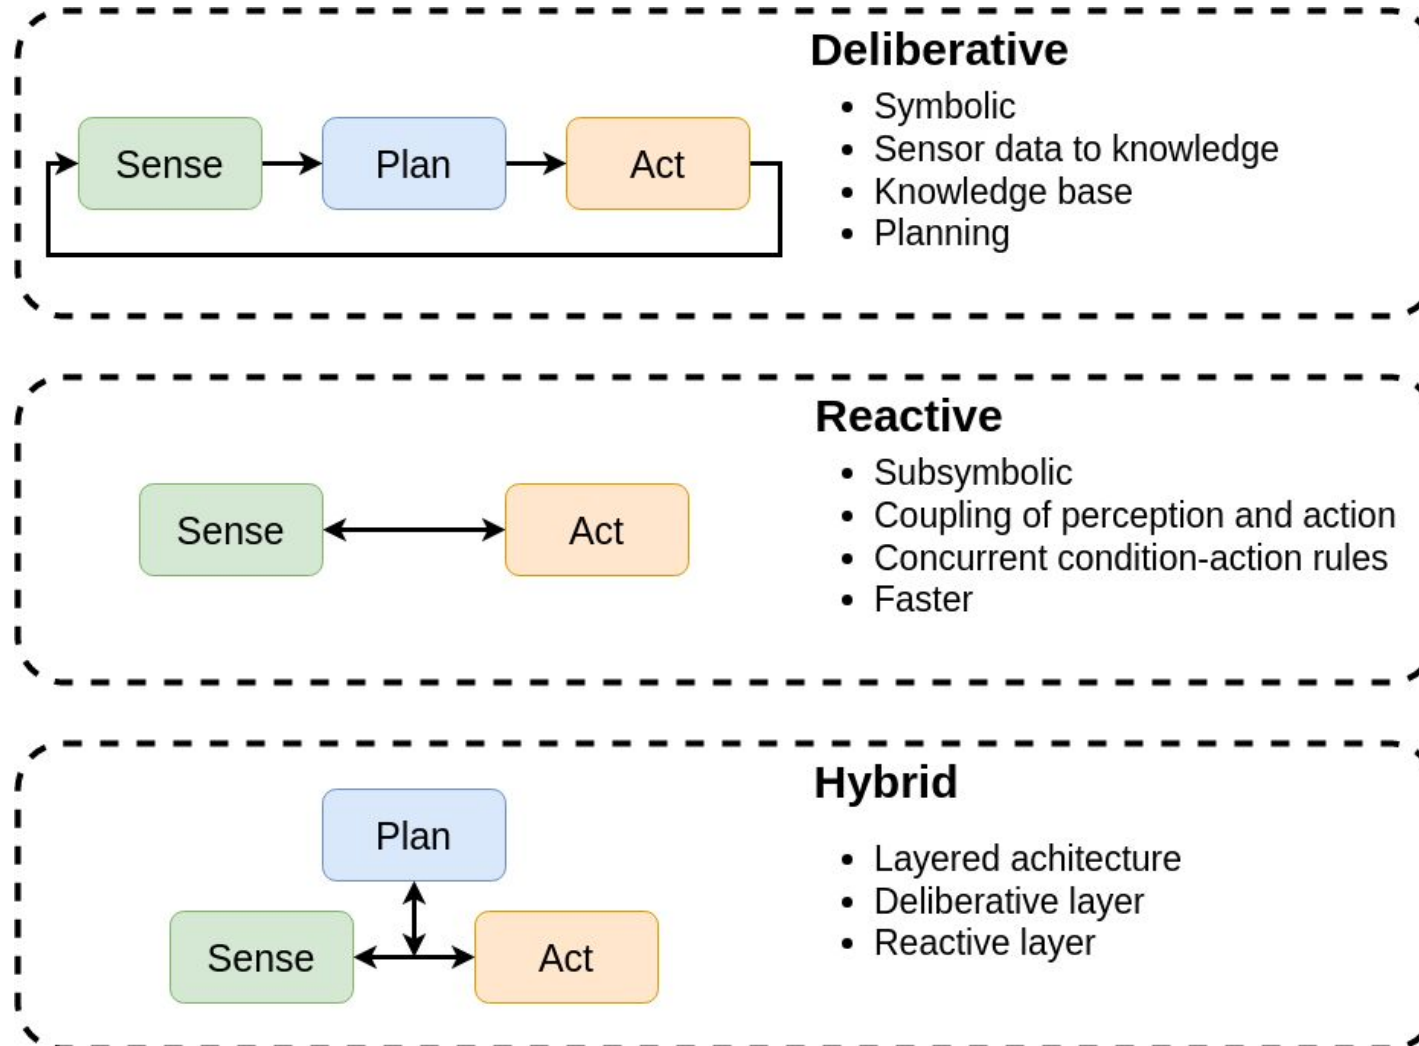 Deliberative
Sense
Plan
Act
Symbolic
Sensor data to knowledge
Knowledge base
Planning
Reactive
Sense
Act
Subsymbolic
Coupling of perception and action
Concurrent condition-action rules
Faster
Hybrid
Plan
Sense
Act
Layered achitecture
Deliberative layer
Reactive layer